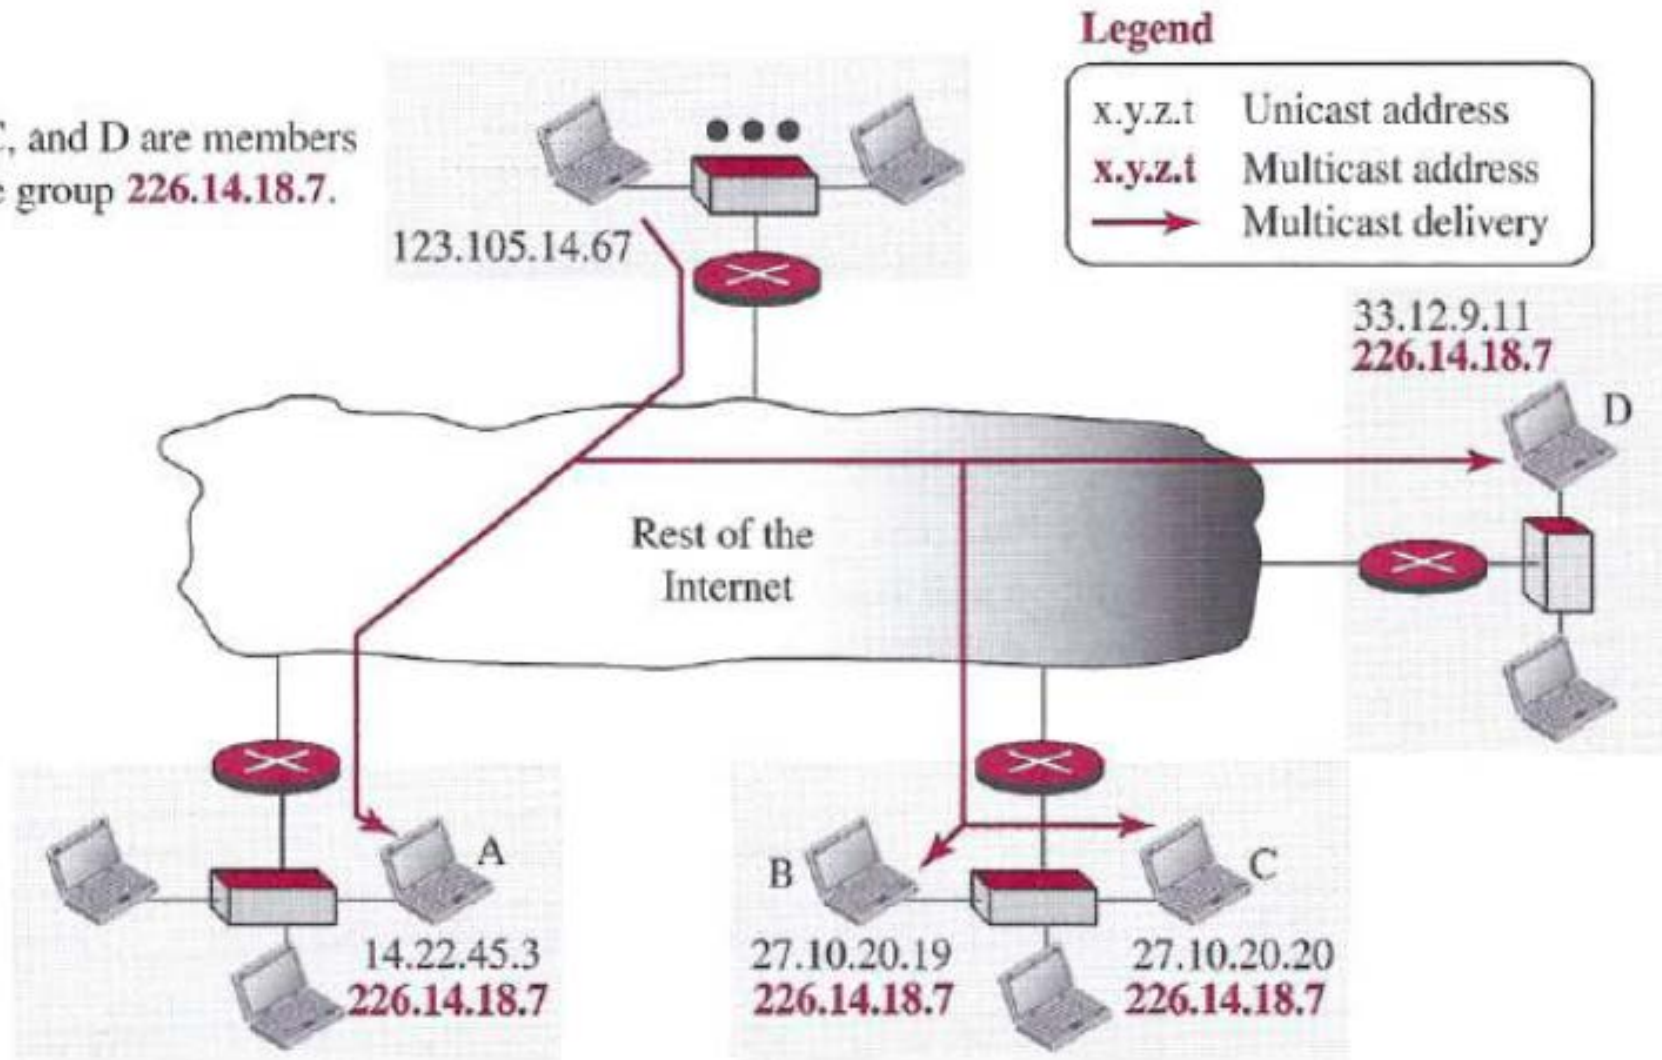 Legend
x.y.z.t Unicast address
x.y.z.t Multicast address
Multicast delivery
C, and D are members
e group 226.14.18.7.
123.105.14.67
33.12.9.11
226.14.18.7
D
Rest of the
Internet
A
14.22.45.3
226.14.18.7
B
27.10.20.19
226.14.18.7
C
27.10.20.20
226.14.18.7